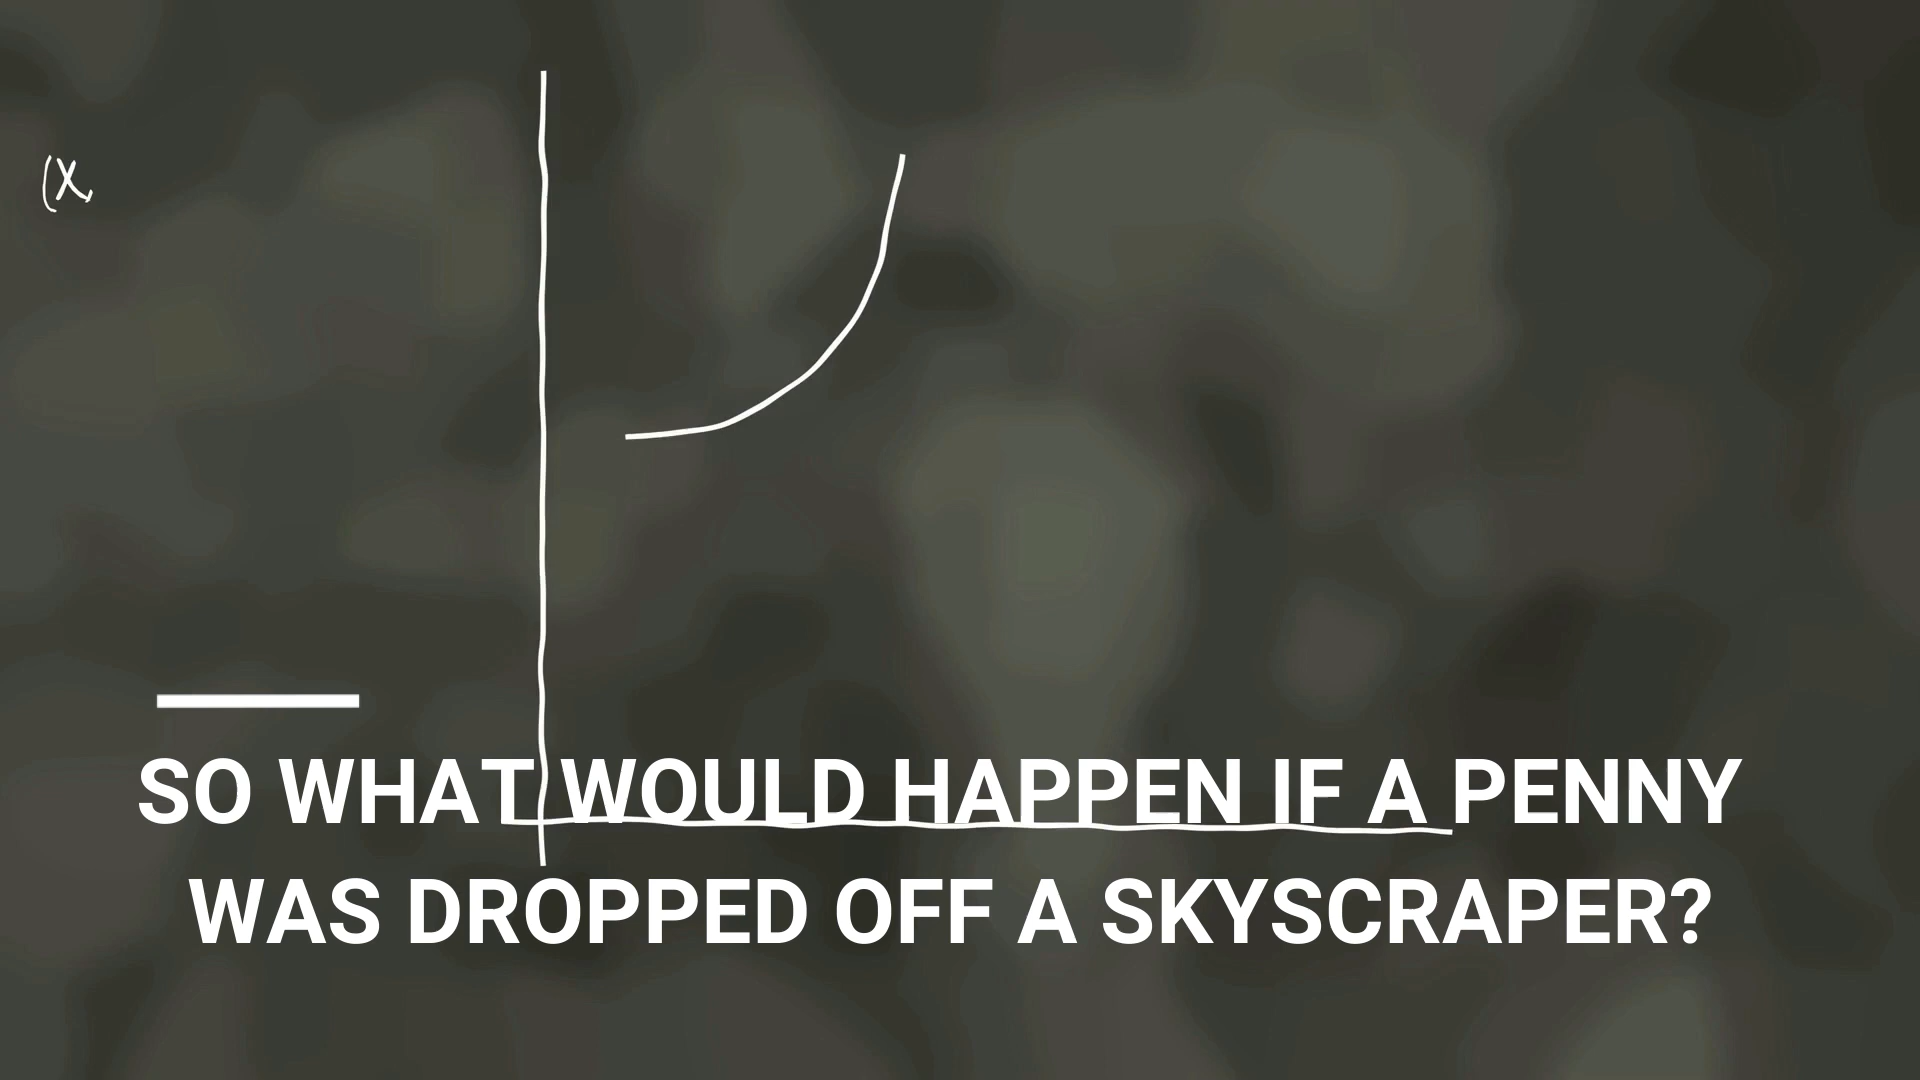 (x,
SO WHAT WOULD HAPPEN IF A PENNY
WAS DROPPED OFF A SKYSCRAPER?